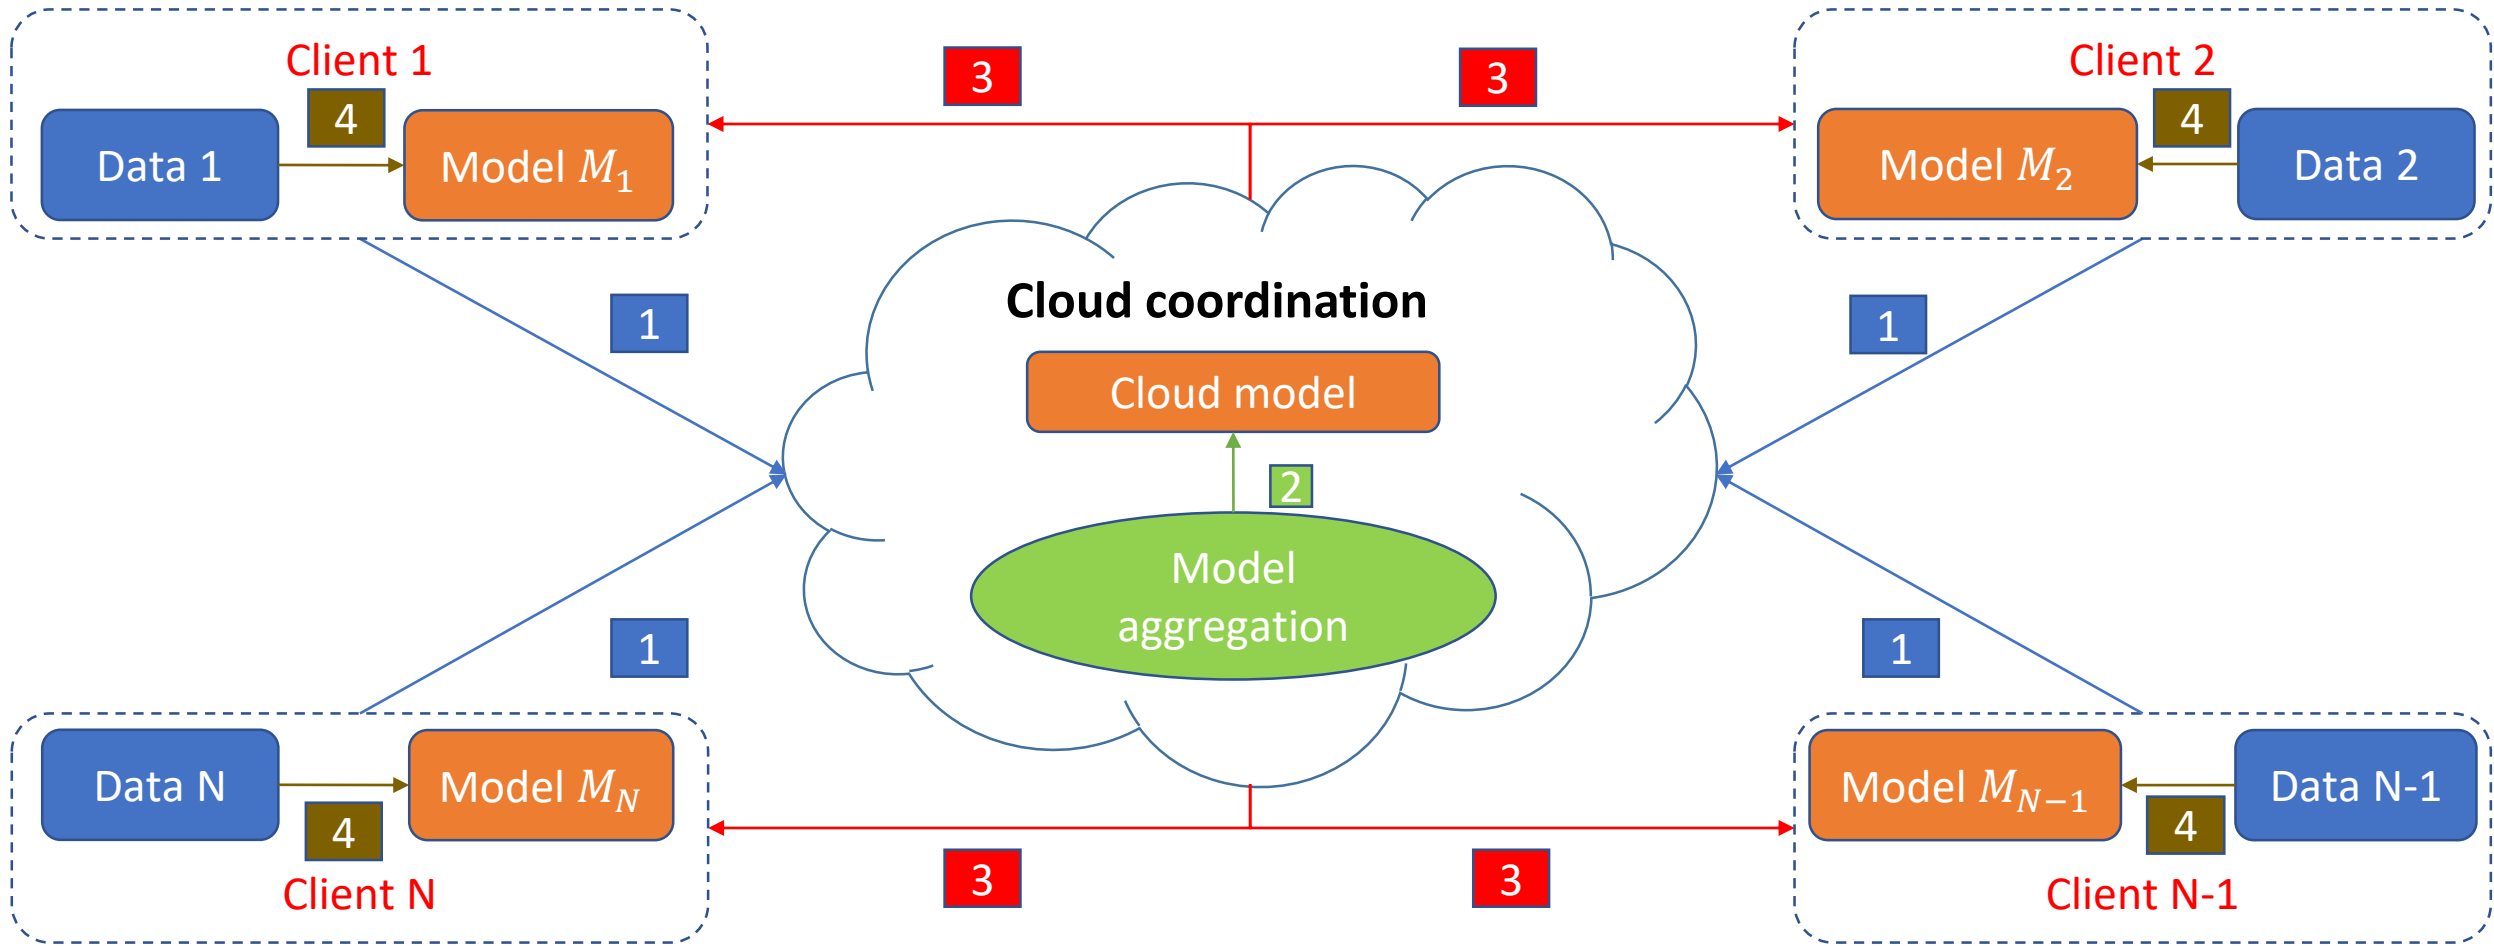 Client 1
4
Data 1
Model M₁
3
3
Client 2
4
Model M₂
Data 2
1
1
Cloud coordination
Cloud model
2
Model
aggregation
1
1
Data N
Model M_N
4
Client N
3
3
Model M_{N−1}
Data N-1
4
Client N-1